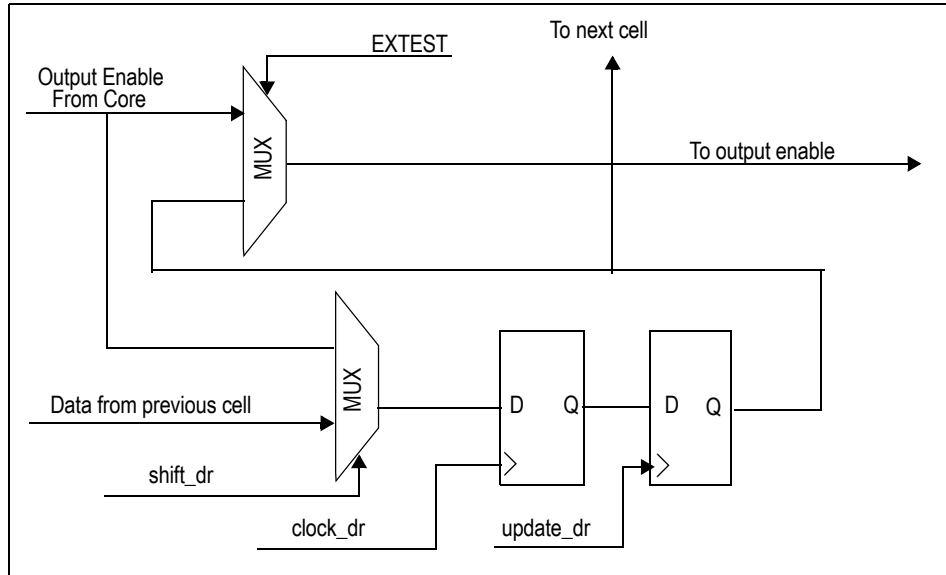 To next cell
EXTEST
Output Enable
From Core
MUX
To output enable
MUX
Data from previous cell
D
Q
D
Q
shift_dr
clock_dr
update_dr